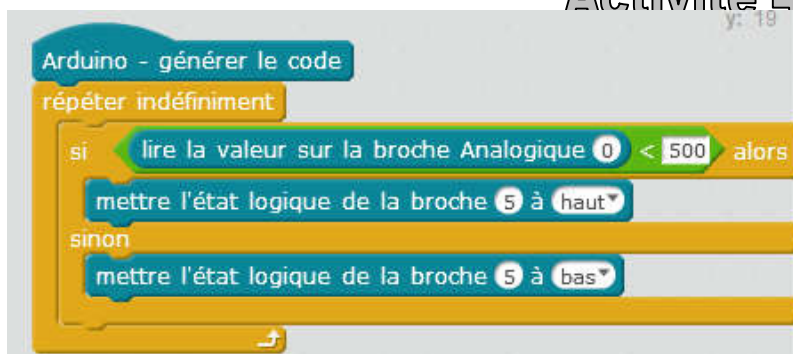 y: 19
Arduino - générer le code
répéter indéfiniment
si lire la valeur sur la broche Analogique 0 < 500 alors
mettre l'état logique de la broche 5 à haut
sinon
mettre l'état logique de la broche 5 à bas